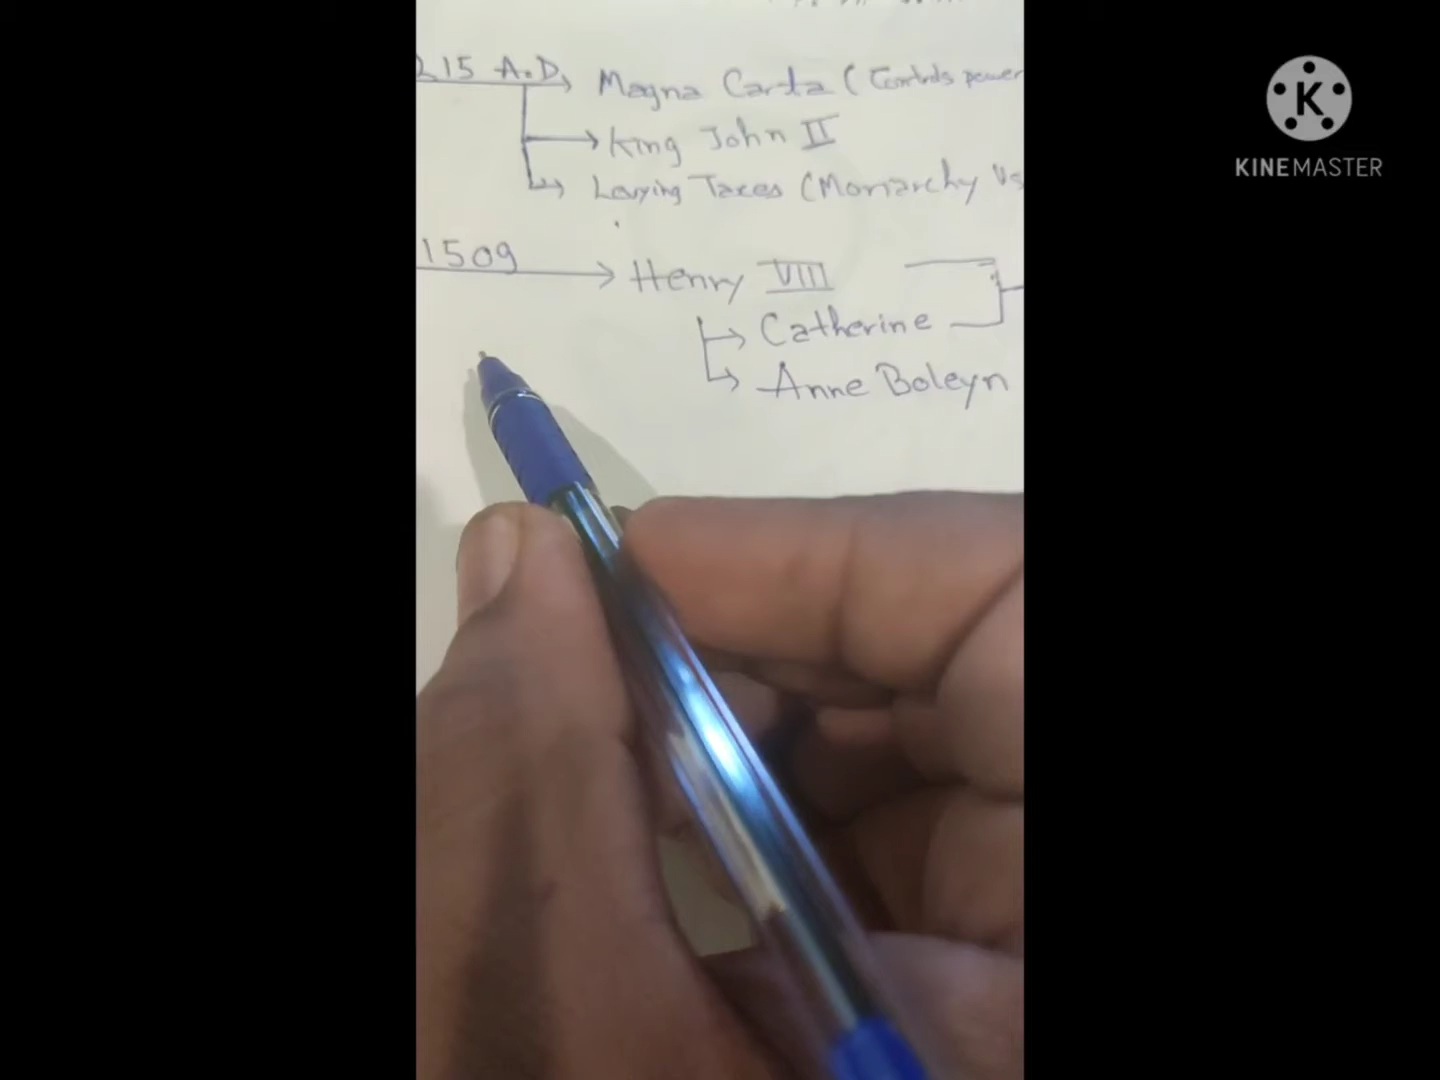 215 A.D. Magna Carta (Controls power
King John II
Levying Taxes (Monarchy Vs
1509 Henry VIII
Catherine
Anne Boleyn
K
KINEMASTER